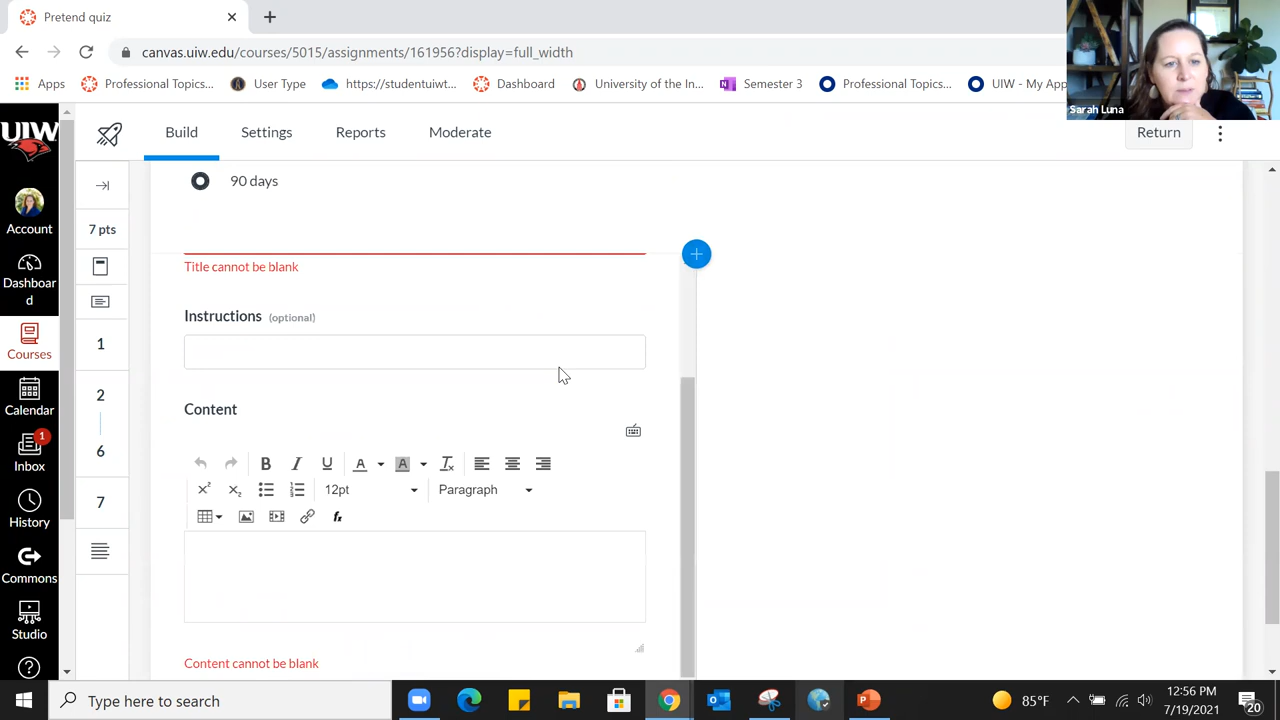 Pretend quiz
canvas.uiw.edu/courses/5015/assignments/161956?display=full_width
Apps
Professional Topics...
User Type
https://studentuiwt...
Dashboard
University of the In...
Semester 3
Professional Topics...
UIW - My App
Sarah Luna
UIW
Build
Settings
Reports
Moderate
Return
Account
Dashboar
d
Courses
Calendar
1
Inbox
History
Commons
Studio
7 pts
1
2
6
7
90 days
Title cannot be blank
Instructions (optional)
Content
B I U A A
12pt
Paragraph
fx
Content cannot be blank
Type here to search
85°F
12:56 PM
7/19/2021
20